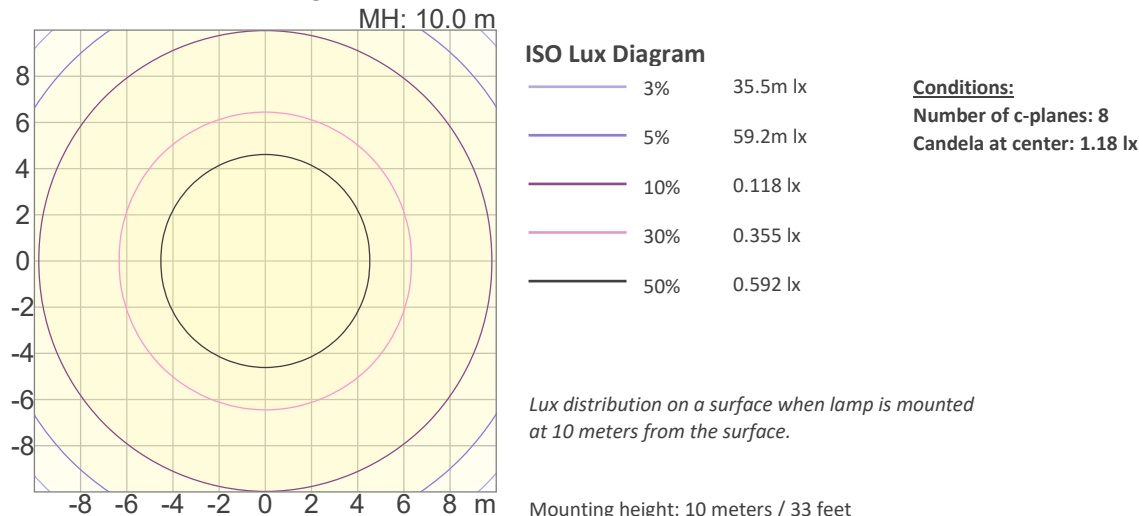 MH: 10.0 m
8
6
4
2
0
-2
-4
-6
-8
-8 -6 -4 -2 0 2 4 6 8 m
ISO Lux Diagram
3% 35.5m lx
5% 59.2m lx
10% 0.118 lx
30% 0.355 lx
50% 0.592 lx
Conditions:
Number of c-planes: 8
Candela at center: 1.18 lx
Lux distribution on a surface when lamp is mounted
at 10 meters from the surface.
Mounting height: 10 meters / 33 feet